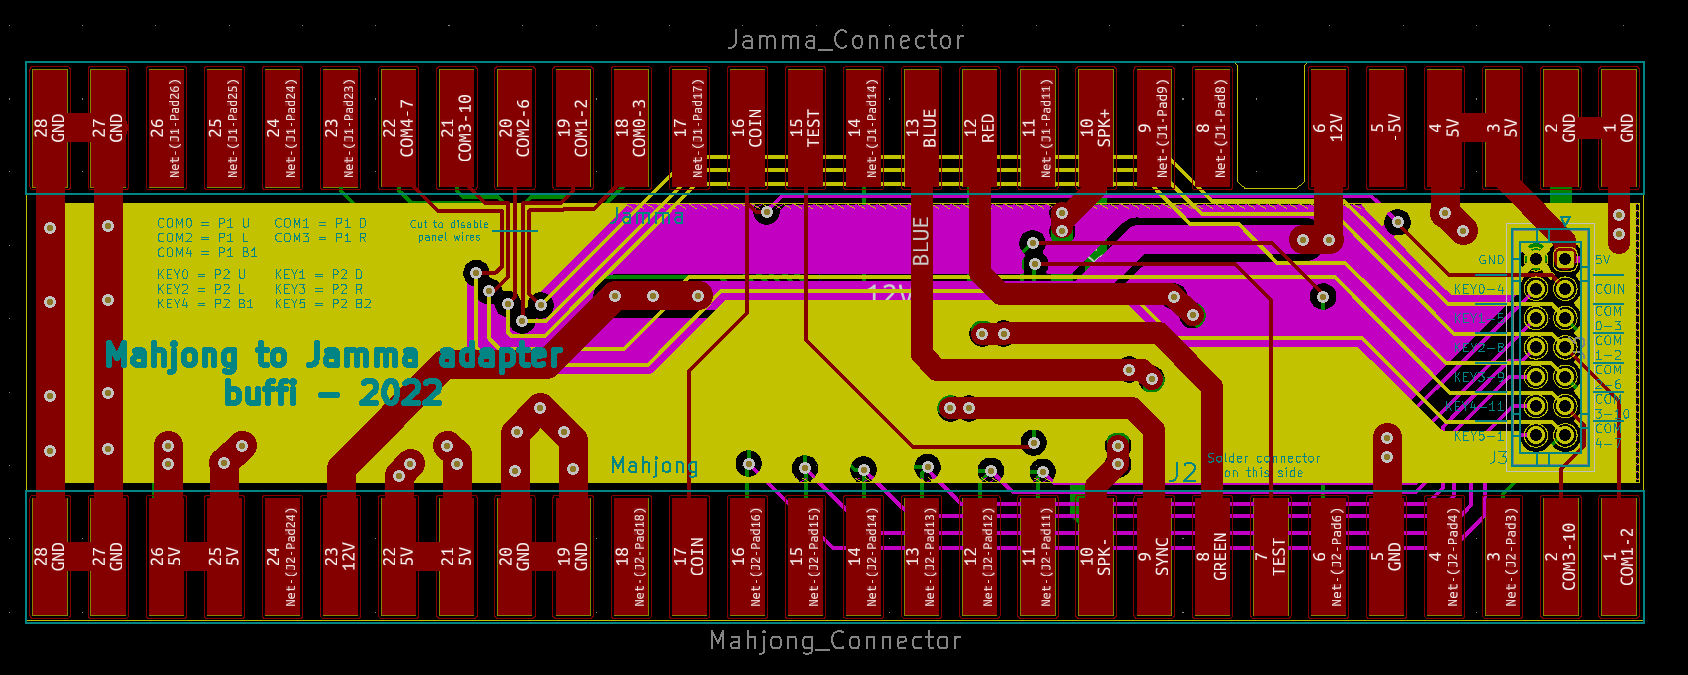 Jamma_Connector
28 GND
27 GND
26 Net-(J1-Pad26)
25 Net-(J1-Pad25)
24 Net-(J1-Pad24)
23 Net-(J1-Pad23)
22 COM4-7
21 COM3-10
20 COM2-6
19 COM1-2
18 COM0-3
17 Net-(J1-Pad17)
16 COIN
15 TEST
14 Net-(J1-Pad14)
13 BLUE
12 RED
11 Net-(J1-Pad11)
10 SPK+
9 Net-(J1-Pad9)
8 Net-(J1-Pad8)
6 12V
5 -5V
4 5V
3 5V
2 GND
1 GND
COM0 = P1 U COM1 = P1 D
COM2 = P1 L COM3 = P1 R
COM4 = P1 B1
KEY0 = P2 U KEY1 = P2 D
KEY2 = P2 L KEY3 = P2 R
KEY4 = P2 B1 KEY5 = P2 B2
Cut to disable
panel wires
Jamma
BLUE
12V
GND 5V
KEY0-4 COIN
COM
0-3
KEY2-8 COM
1-2
KEY3-9 COM
2-6
KEY4-11 COM
3-10
KEY5-1 COM
4-7
J3
Mahjong to Jamma adapter
buffi - 2022
Mahjong
J2
Solder connector
on this side
28 GND
27 GND
26 5V
25 5V
24 Net-(J2-Pad24)
23 12V
22 5V
21 5V
20 GND
19 GND
18 Net-(J2-Pad18)
17 COIN
16 Net-(J2-Pad16)
15 Net-(J2-Pad15)
14 Net-(J2-Pad14)
13 Net-(J2-Pad13)
12 Net-(J2-Pad12)
11 Net-(J2-Pad11)
10 SPK-
9 SYNC
8 GREEN
7 TEST
6 Net-(J2-Pad6)
5 GND
4 Net-(J2-Pad4)
3 Net-(J2-Pad3)
2 COM3-10
1 COM1-2
Mahjong_Connector